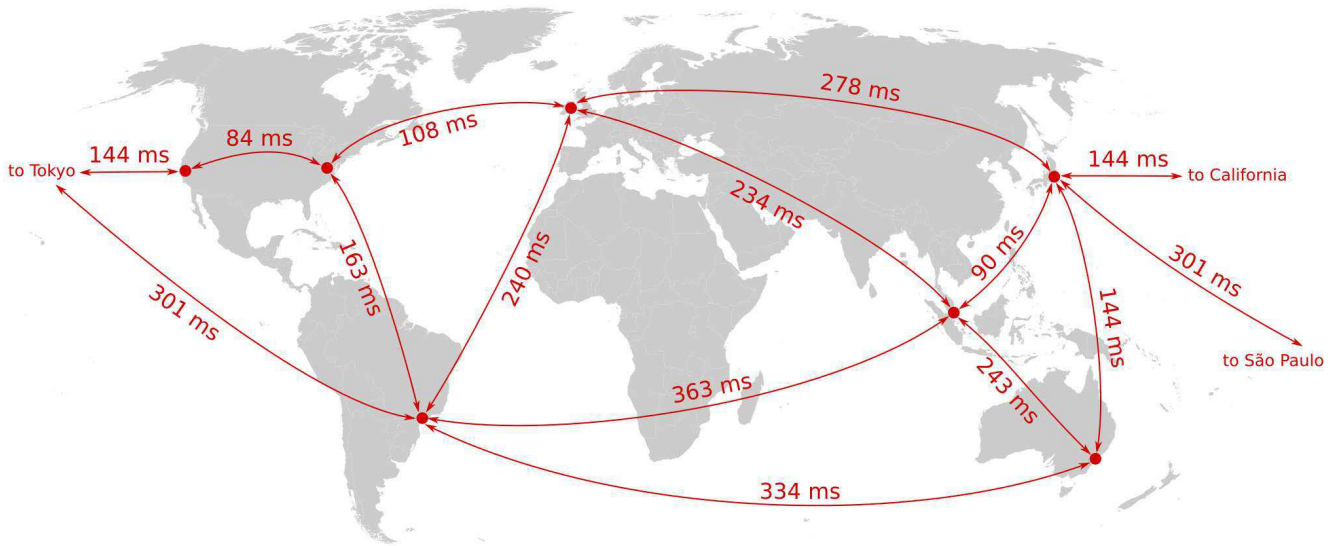 278 ms
108 ms
84 ms
144 ms
to Tokyo
144 ms
to California
234 ms
163 ms
240 ms
90 ms
301 ms
301 ms
144 ms
to São Paulo
363 ms
243 ms
334 ms